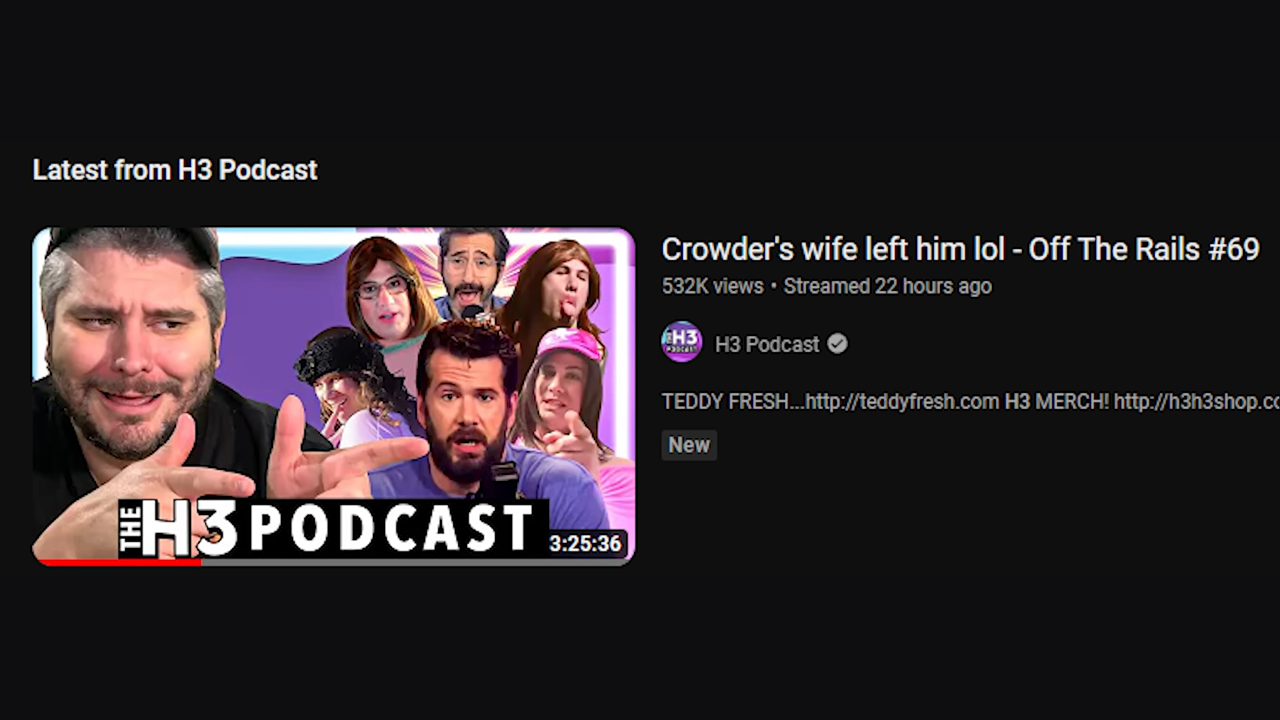 Latest from H3 Podcast
THE H3 PODCAST
3:25:36
Crowder's wife left him lol - Off The Rails #69
532K views • Streamed 22 hours ago
H3 PODCAST
H3 Podcast
TEDDY FRESH...http://teddyfresh.com H3 MERCH! http://h3h3shop.co
New